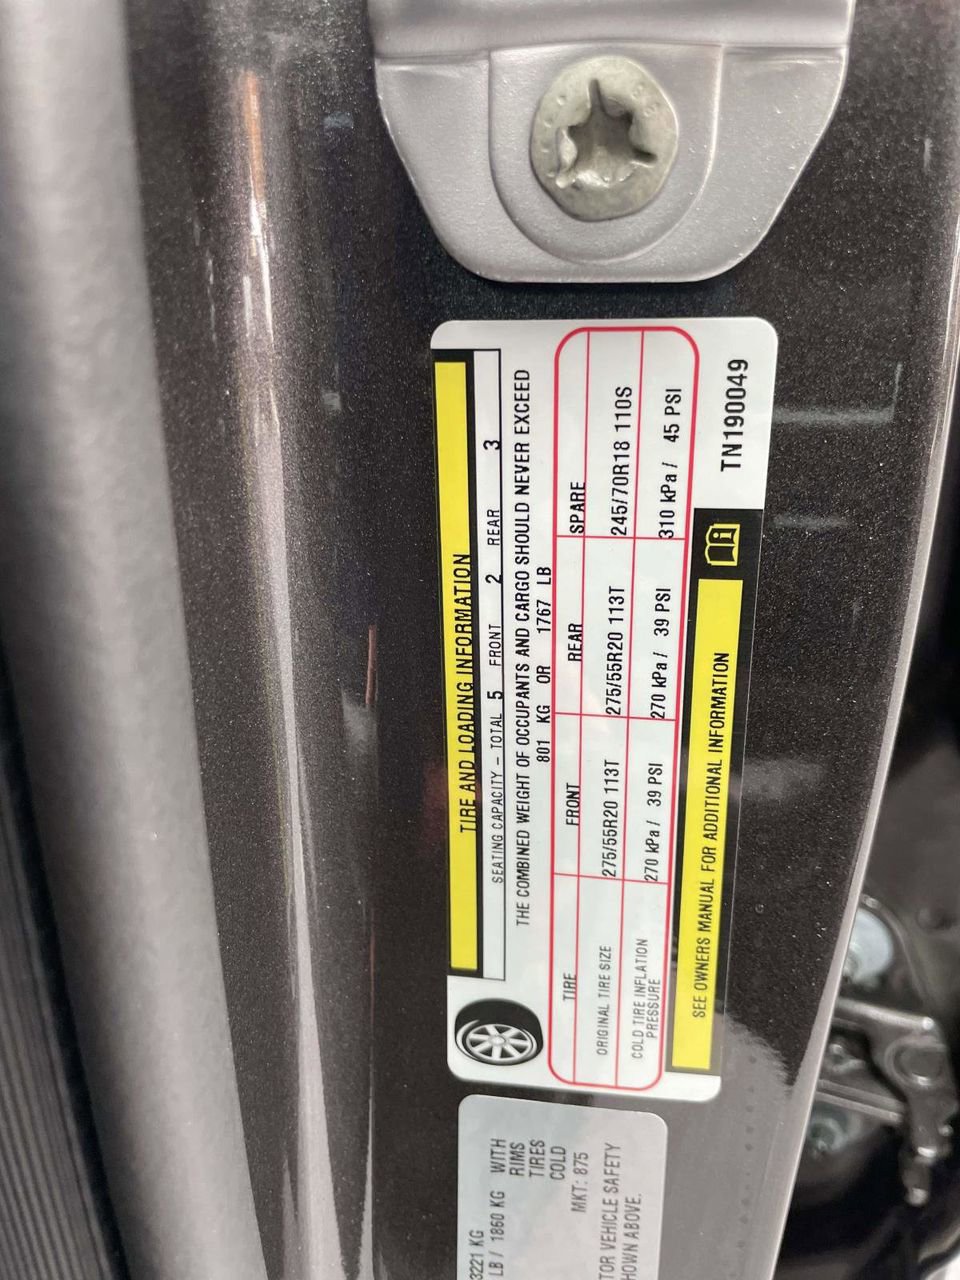 TIRE AND LOADING INFORMATION
SEATING CAPACITY – TOTAL 5 FRONT 2 REAR 3
THE COMBINED WEIGHT OF OCCUPANTS AND CARGO SHOULD NEVER EXCEED
801 KG OR 1767 LB
TIRE FRONT REAR SPARE
ORIGINAL TIRE SIZE 275/55R20 113T 275/55R20 113T 245/70R18 110S
COLD TIRE INFLATION
PRESSURE 270 kPa / 39 PSI 270 kPa / 39 PSI 310 kPa / 45 PSI
SEE OWNERS MANUAL FOR ADDITIONAL INFORMATION
TN190049
3221 KG
LB / 1860 KG WITH
RIMS
TIRES
COLD
MKT: 875
TOR VEHICLE SAFETY
HOWN ABOVE.